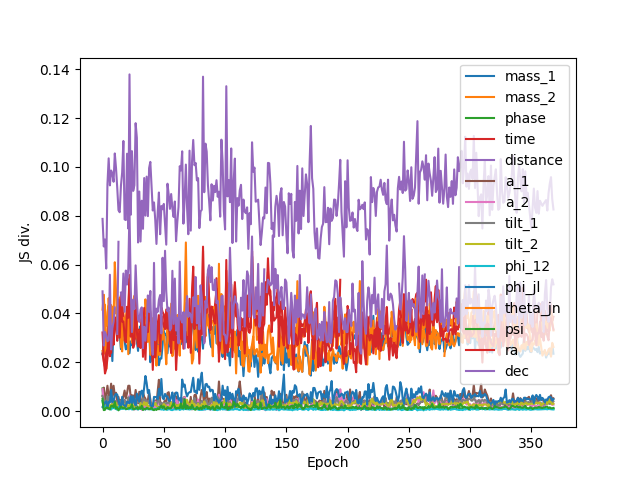 0.14
0.12
0.10
0.08
0.06
0.04
0.02
0.00
JS div.
0 50 100 150 200 250 300 350
Epoch
mass_1
mass_2
phase
time
distance
a_1
a_2
tilt_1
tilt_2
phi_12
phi_jl
theta_jn
psi
ra
dec